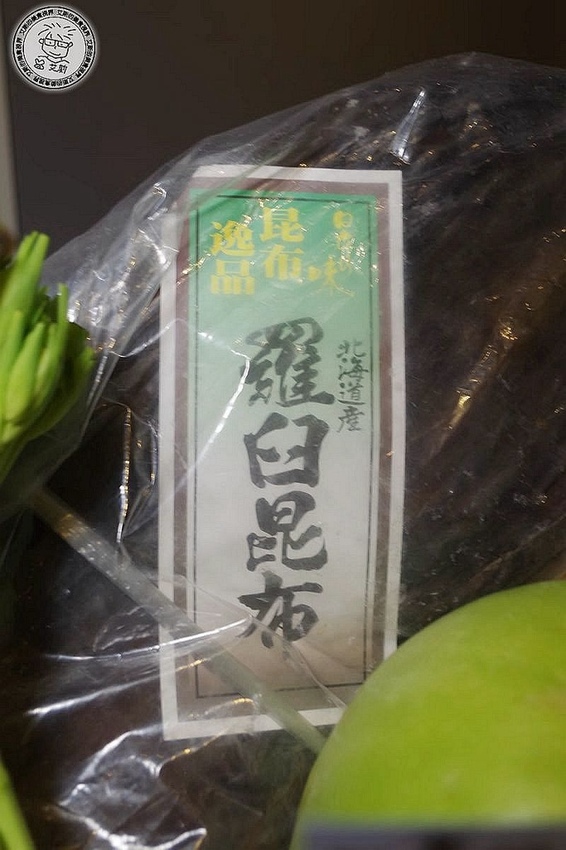 日本の味
昆布
逸品
北海道産
羅臼昆布